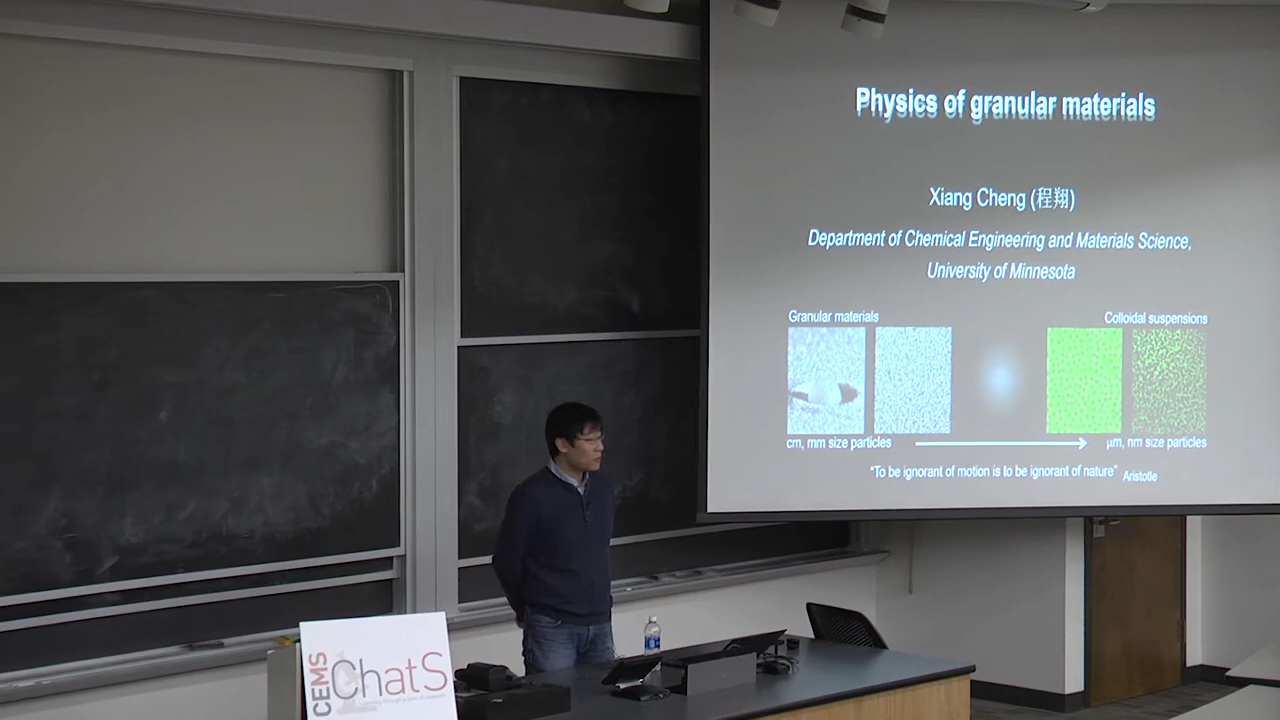 Physics of granular materials
Xiang Cheng (程翔)
Department of Chemical Engineering and Materials Science,
University of Minnesota
Granular materials
Colloidal suspensions
cm, mm size particles
μm, nm size particles
“To be ignorant of motion is to be ignorant of nature” Aristotle
CEMS
ChatS